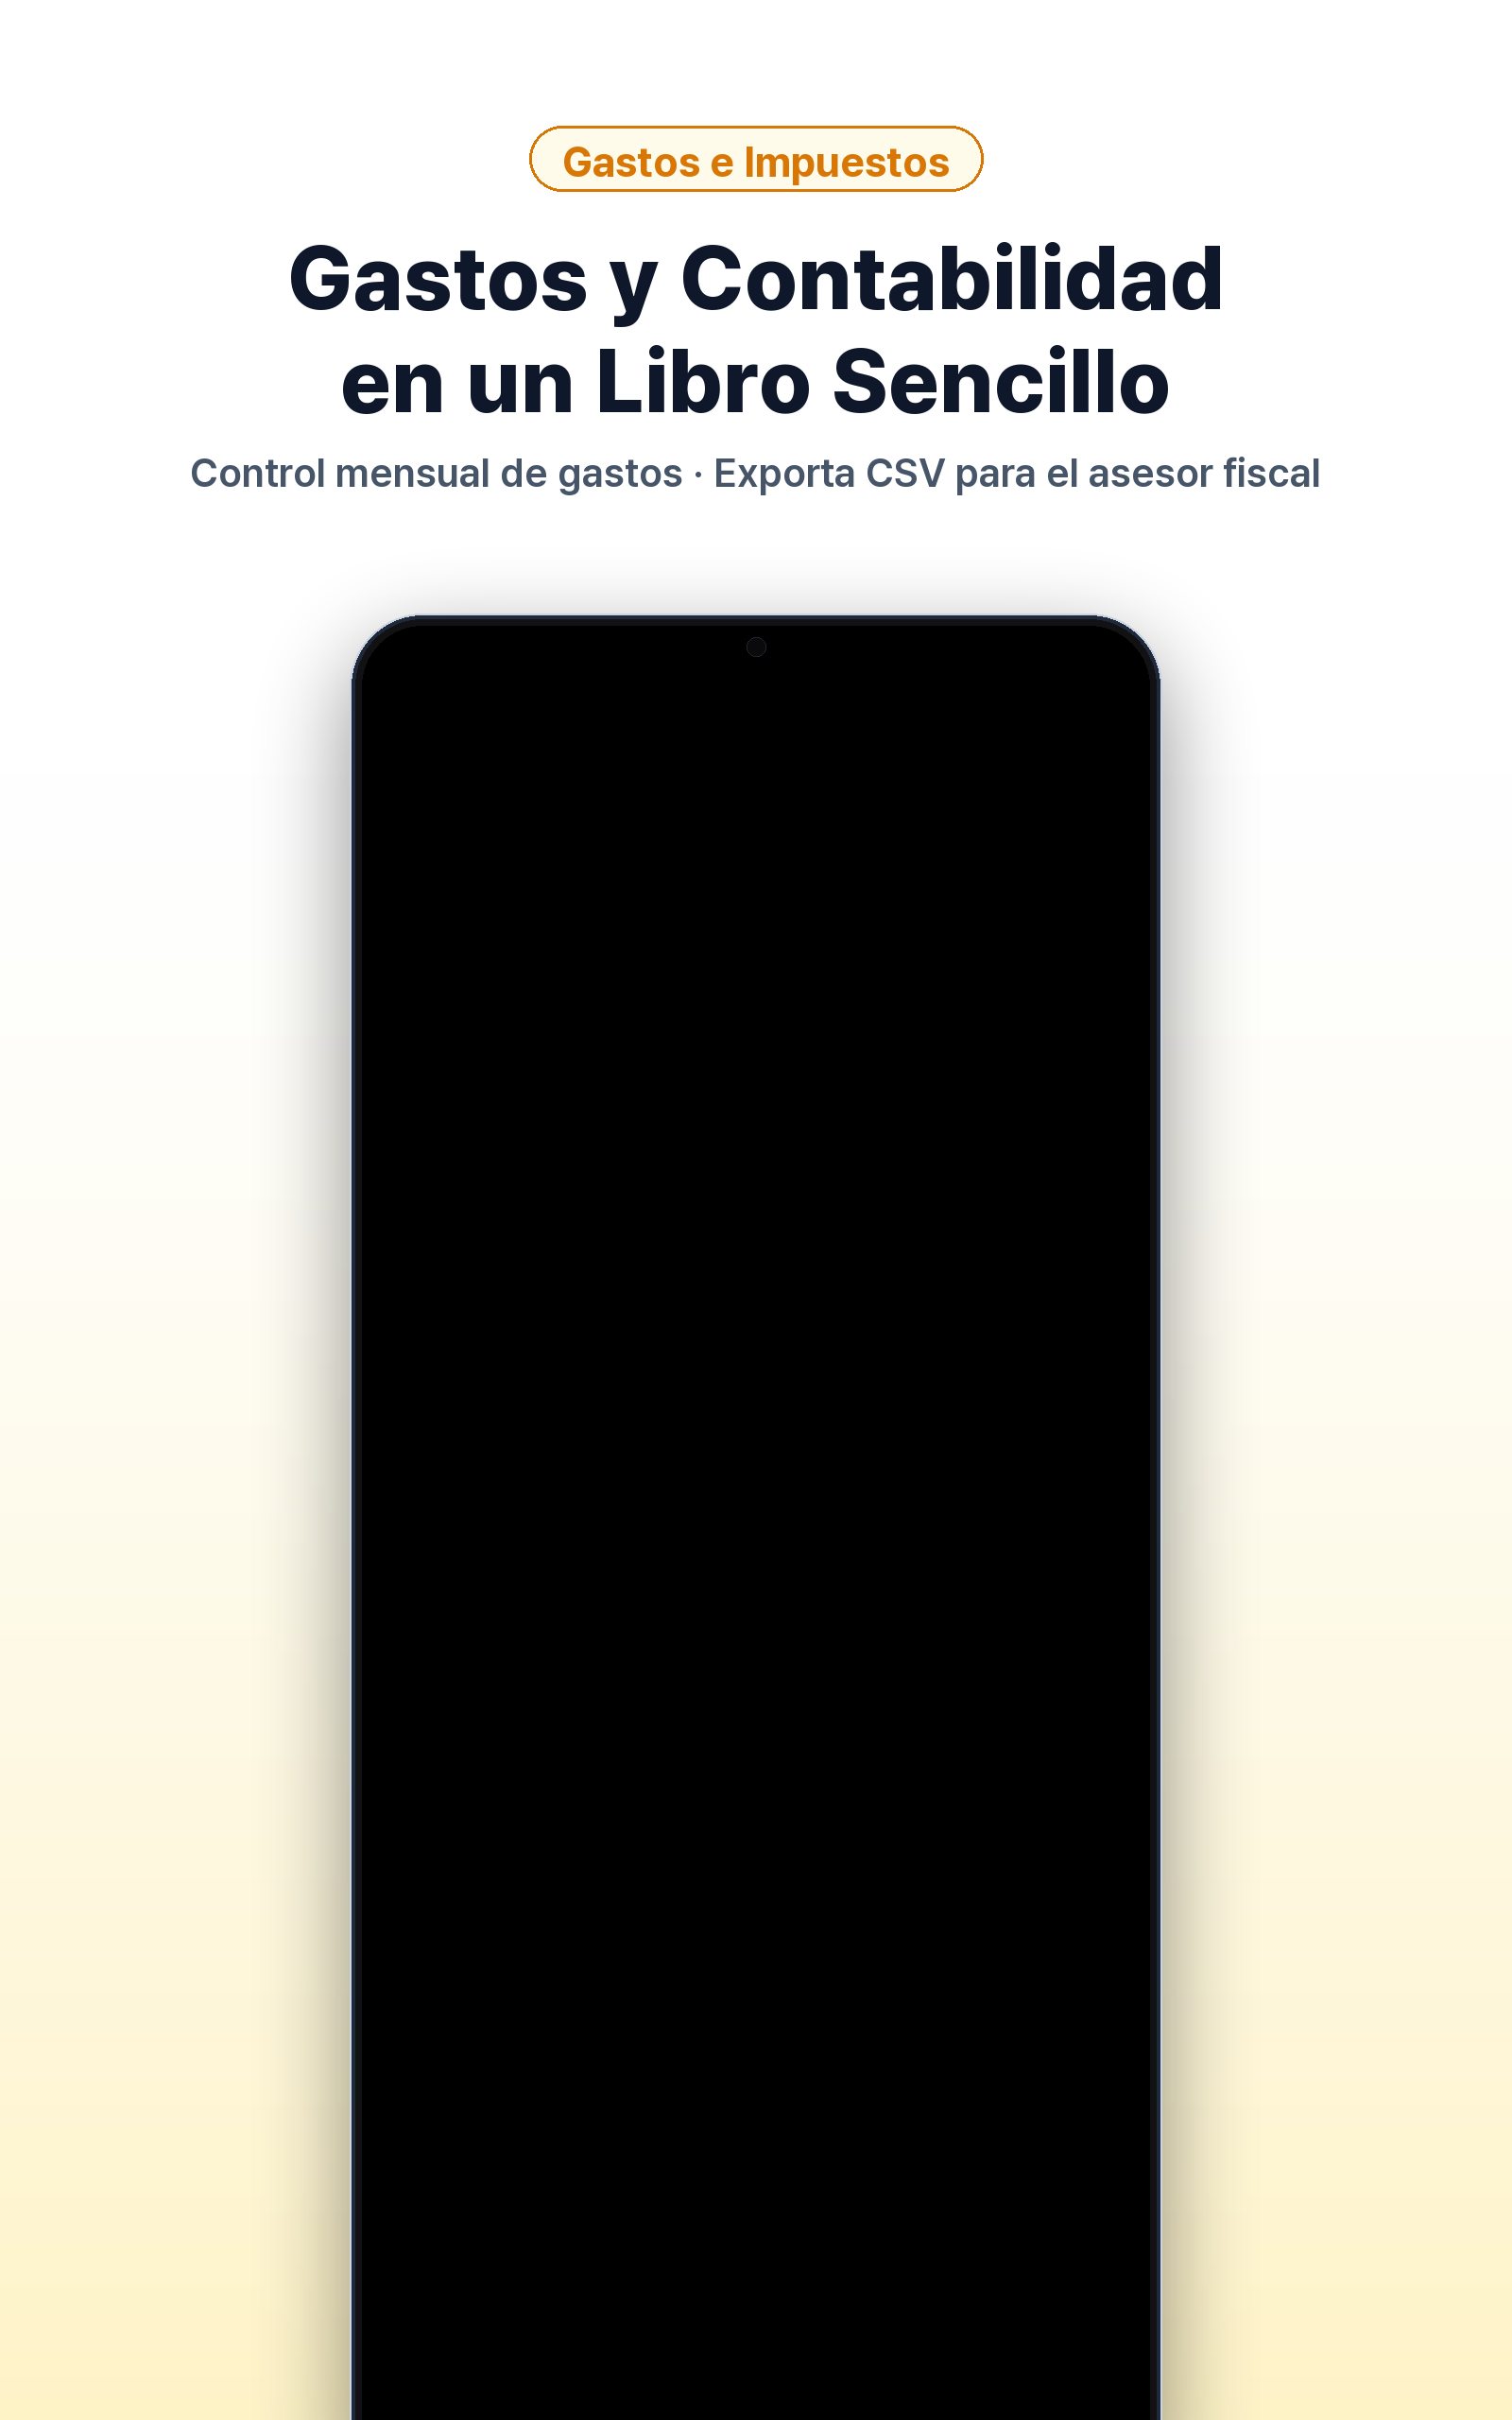 Gastos e Impuestos
Gastos y Contabilidad
en un Libro Sencillo
Control mensual de gastos · Exporta CSV para el asesor fiscal